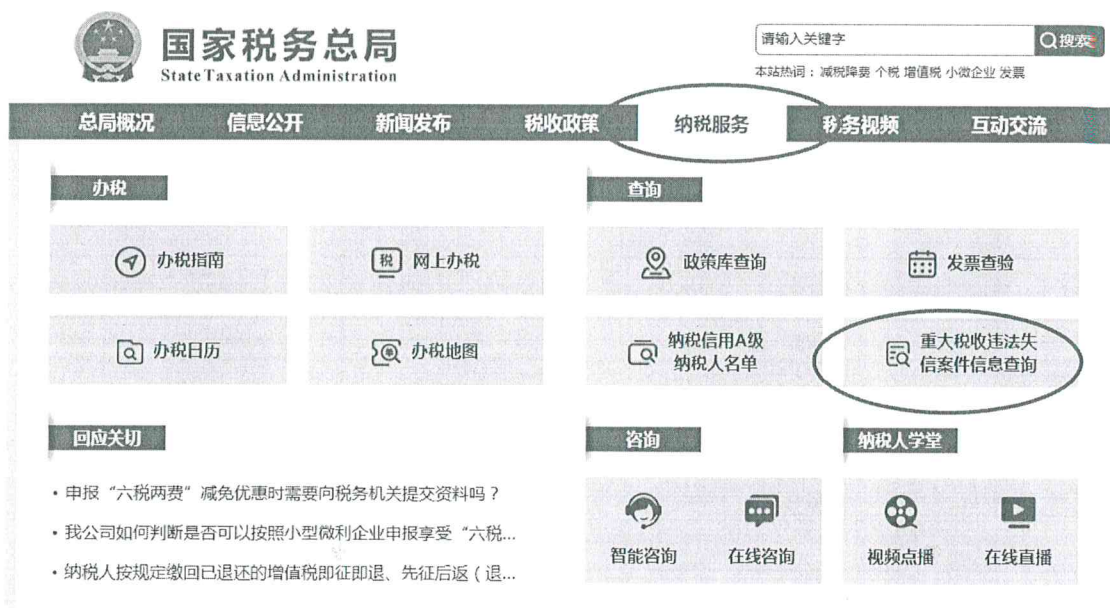 国家税务总局
State Taxation Administration
请输入关键字
搜索
本站热词：减税降费 个税 增值税 小微企业 发票
总局概况 信息公开 新闻发布 税收政策 纳税服务 税务视频 互动交流
办税
办税指南
网上办税
税
办税日历
办税地图
查询
政策库查询
发票查验
纳税信用A级
纳税人名单
重大税收违法失
信案件信息查询
回应关切
• 申报“六税两费”减免优惠时需要向税务机关提交资料吗？
• 我公司如何判断是否可以按照小型微利企业申报享受“六税...
• 纳税人按规定缴回已退还的增值税即征即退、先征后返（退...
咨询
智能咨询
在线咨询
纳税人学堂
视频点播
在线直播